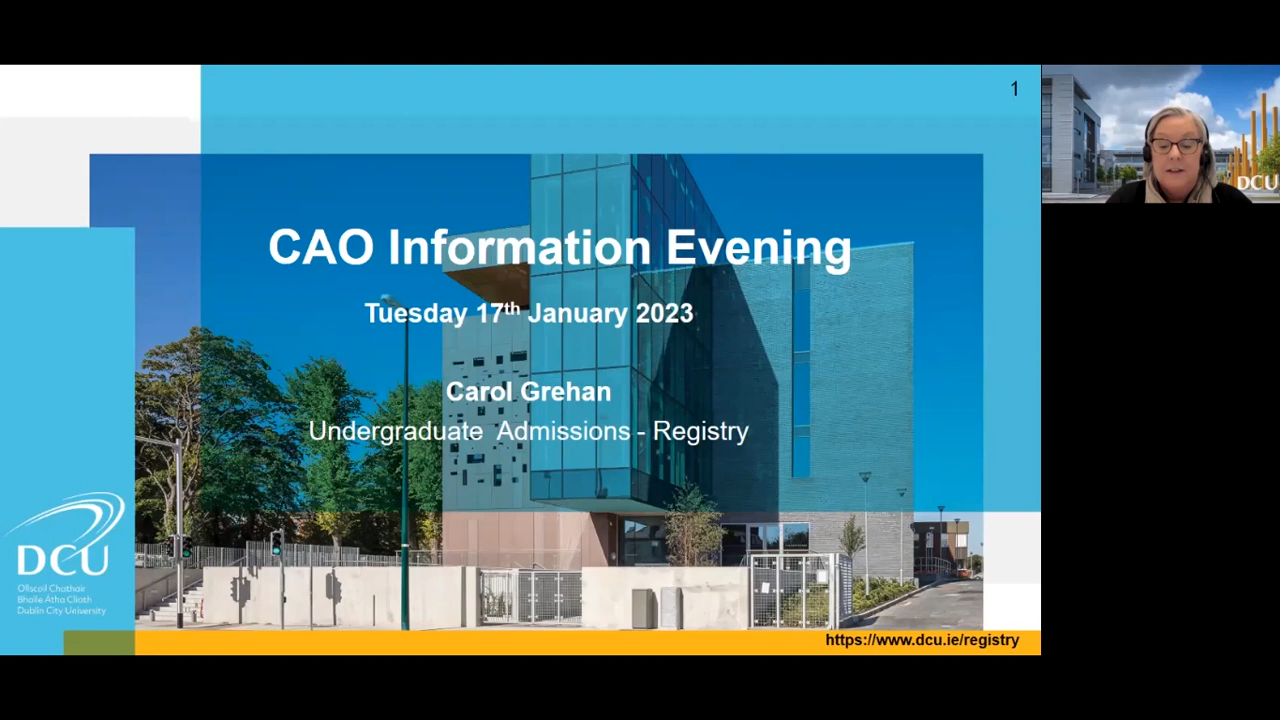 1
CAO Information Evening
Tuesday 17th January 2023
Carol Grehan
Undergraduate Admissions - Registry
DCU
Ollscoil Chathair
Bhaile Átha Cliath
Dublin City University
https://www.dcu.ie/registry
DCU